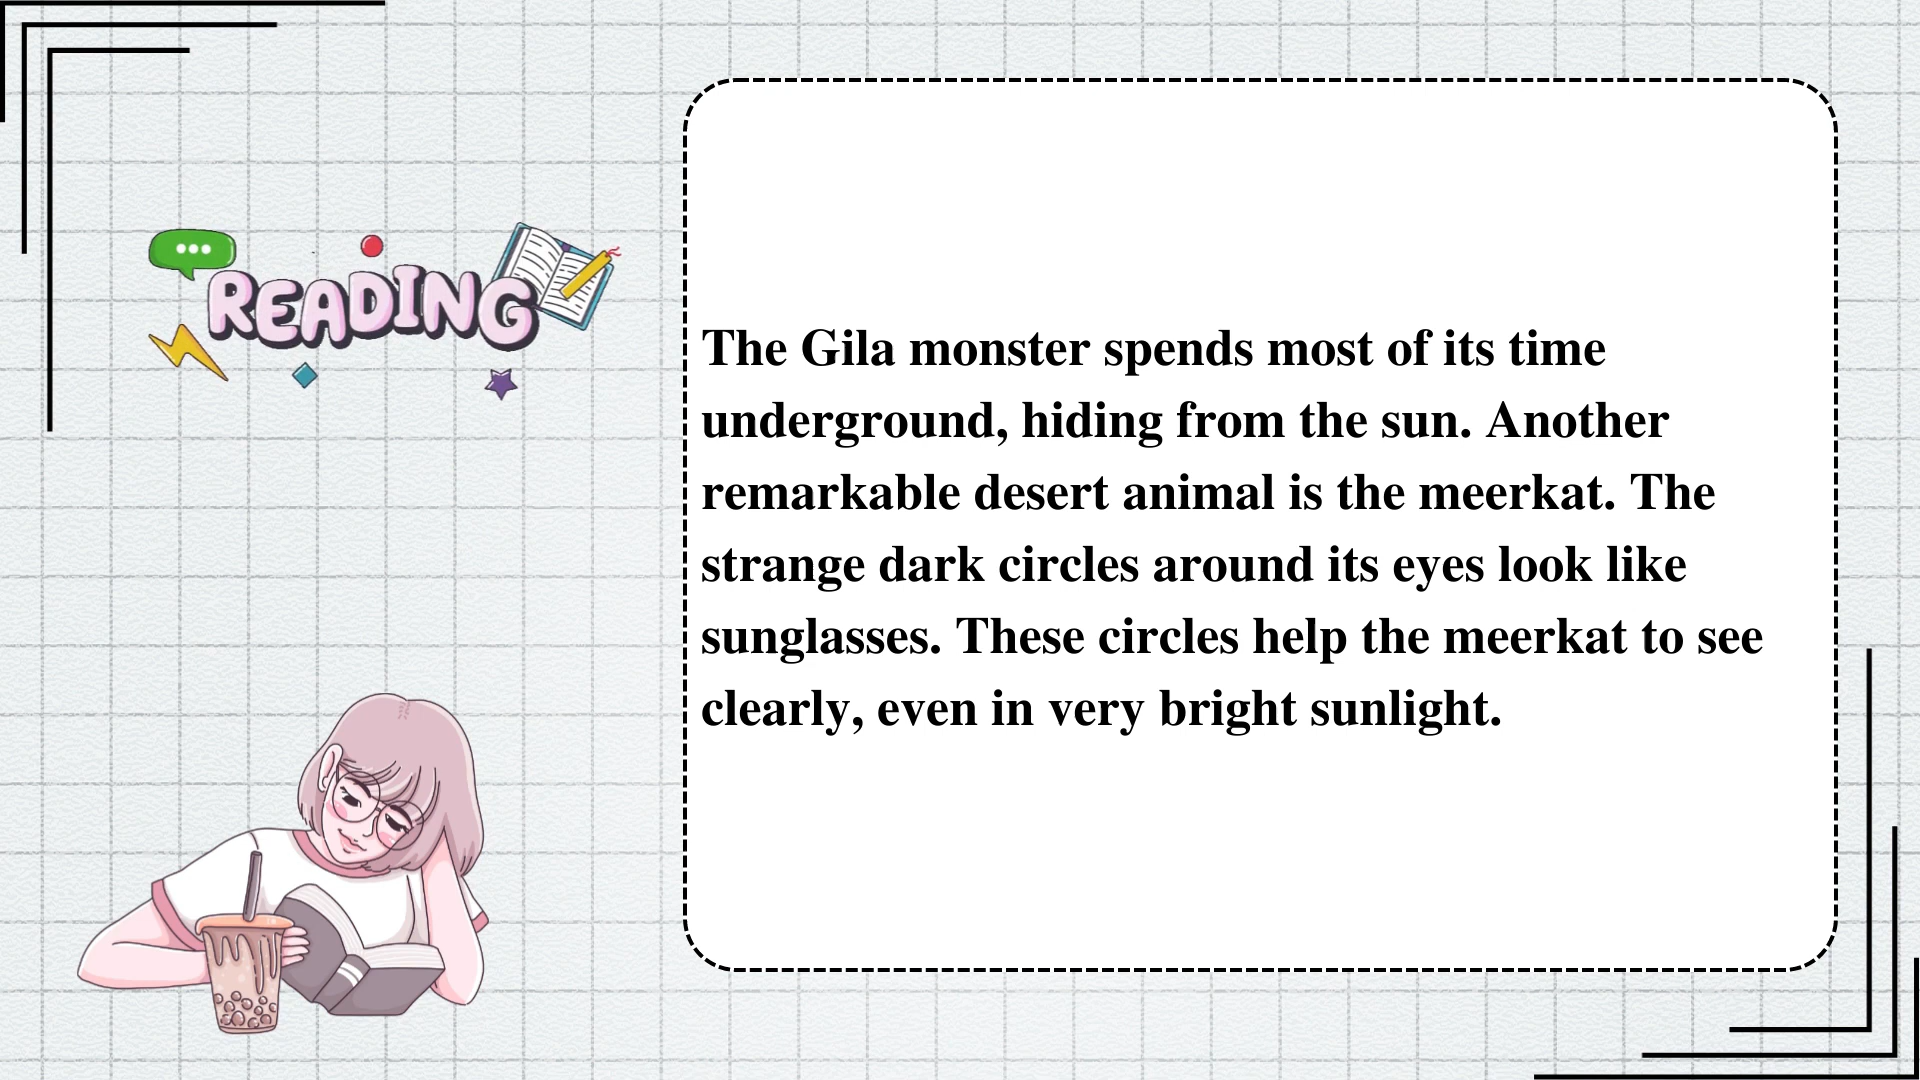 READING
The Gila monster spends most of its time
underground, hiding from the sun. Another
remarkable desert animal is the meerkat. The
strange dark circles around its eyes look like
sunglasses. These circles help the meerkat to see
clearly, even in very bright sunlight.